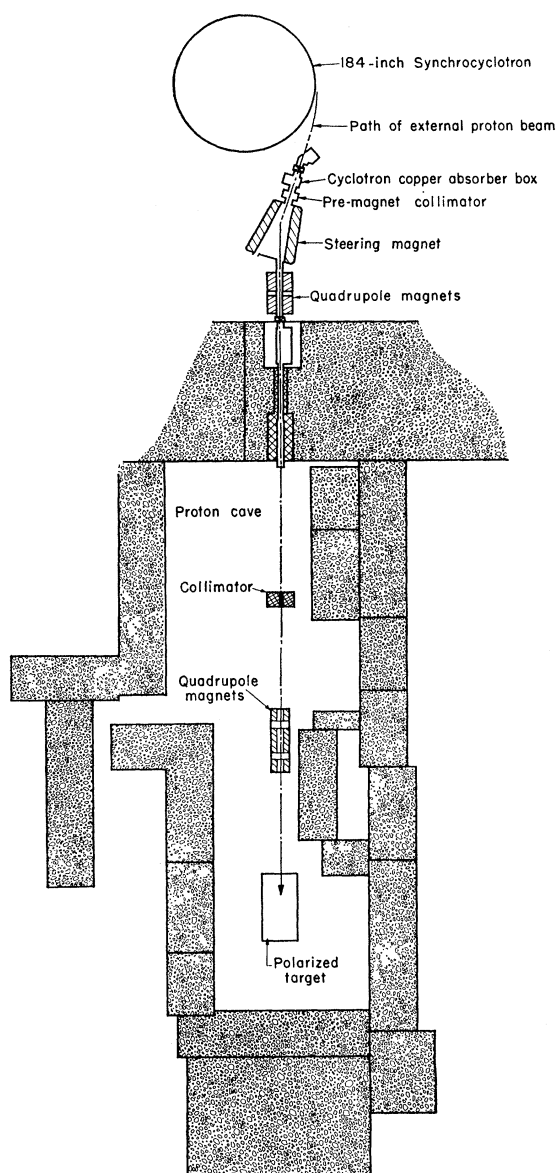 184-inch Synchrocyclotron
Path of external proton beam
Cyclotron copper absorber box
Pre-magnet collimator
Steering magnet
Quadrupole magnets
Proton cave
Collimator
Quadrupole
magnets
Polarized
target